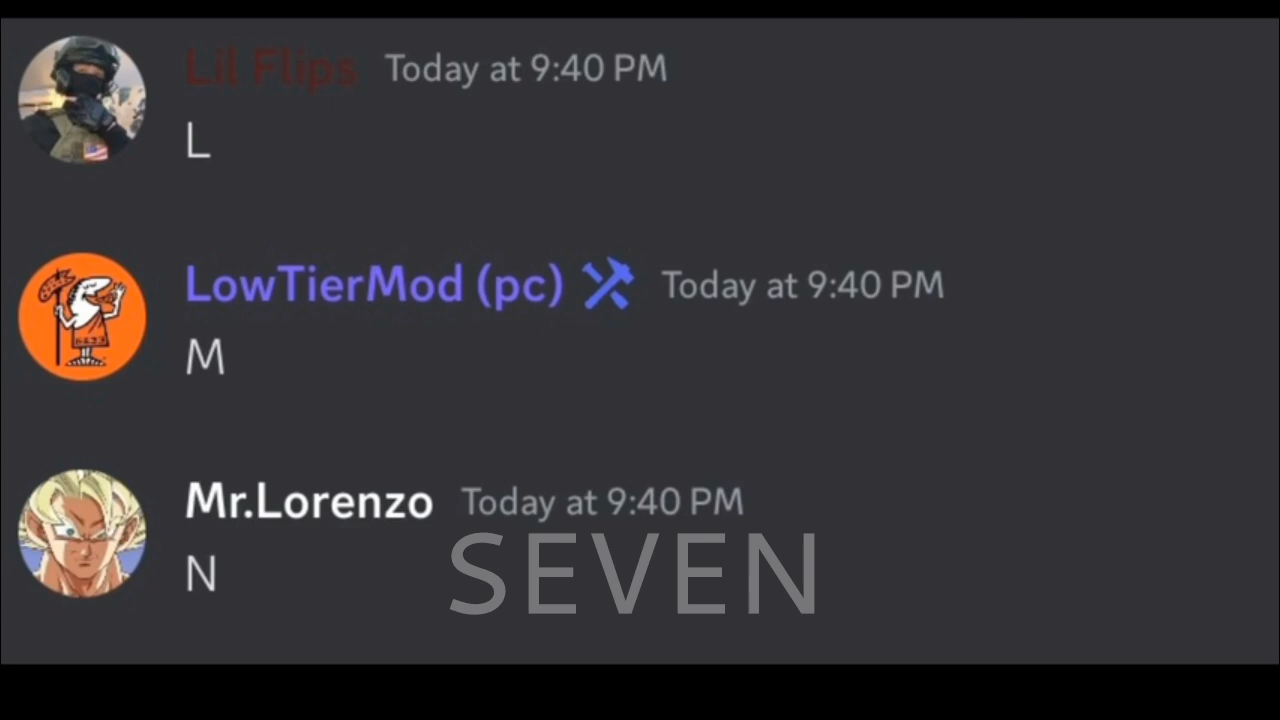 Lil Flips Today at 9:40 PM
L
LowTierMod (pc) Today at 9:40 PM
M
Mr.Lorenzo Today at 9:40 PM
N
SEVEN